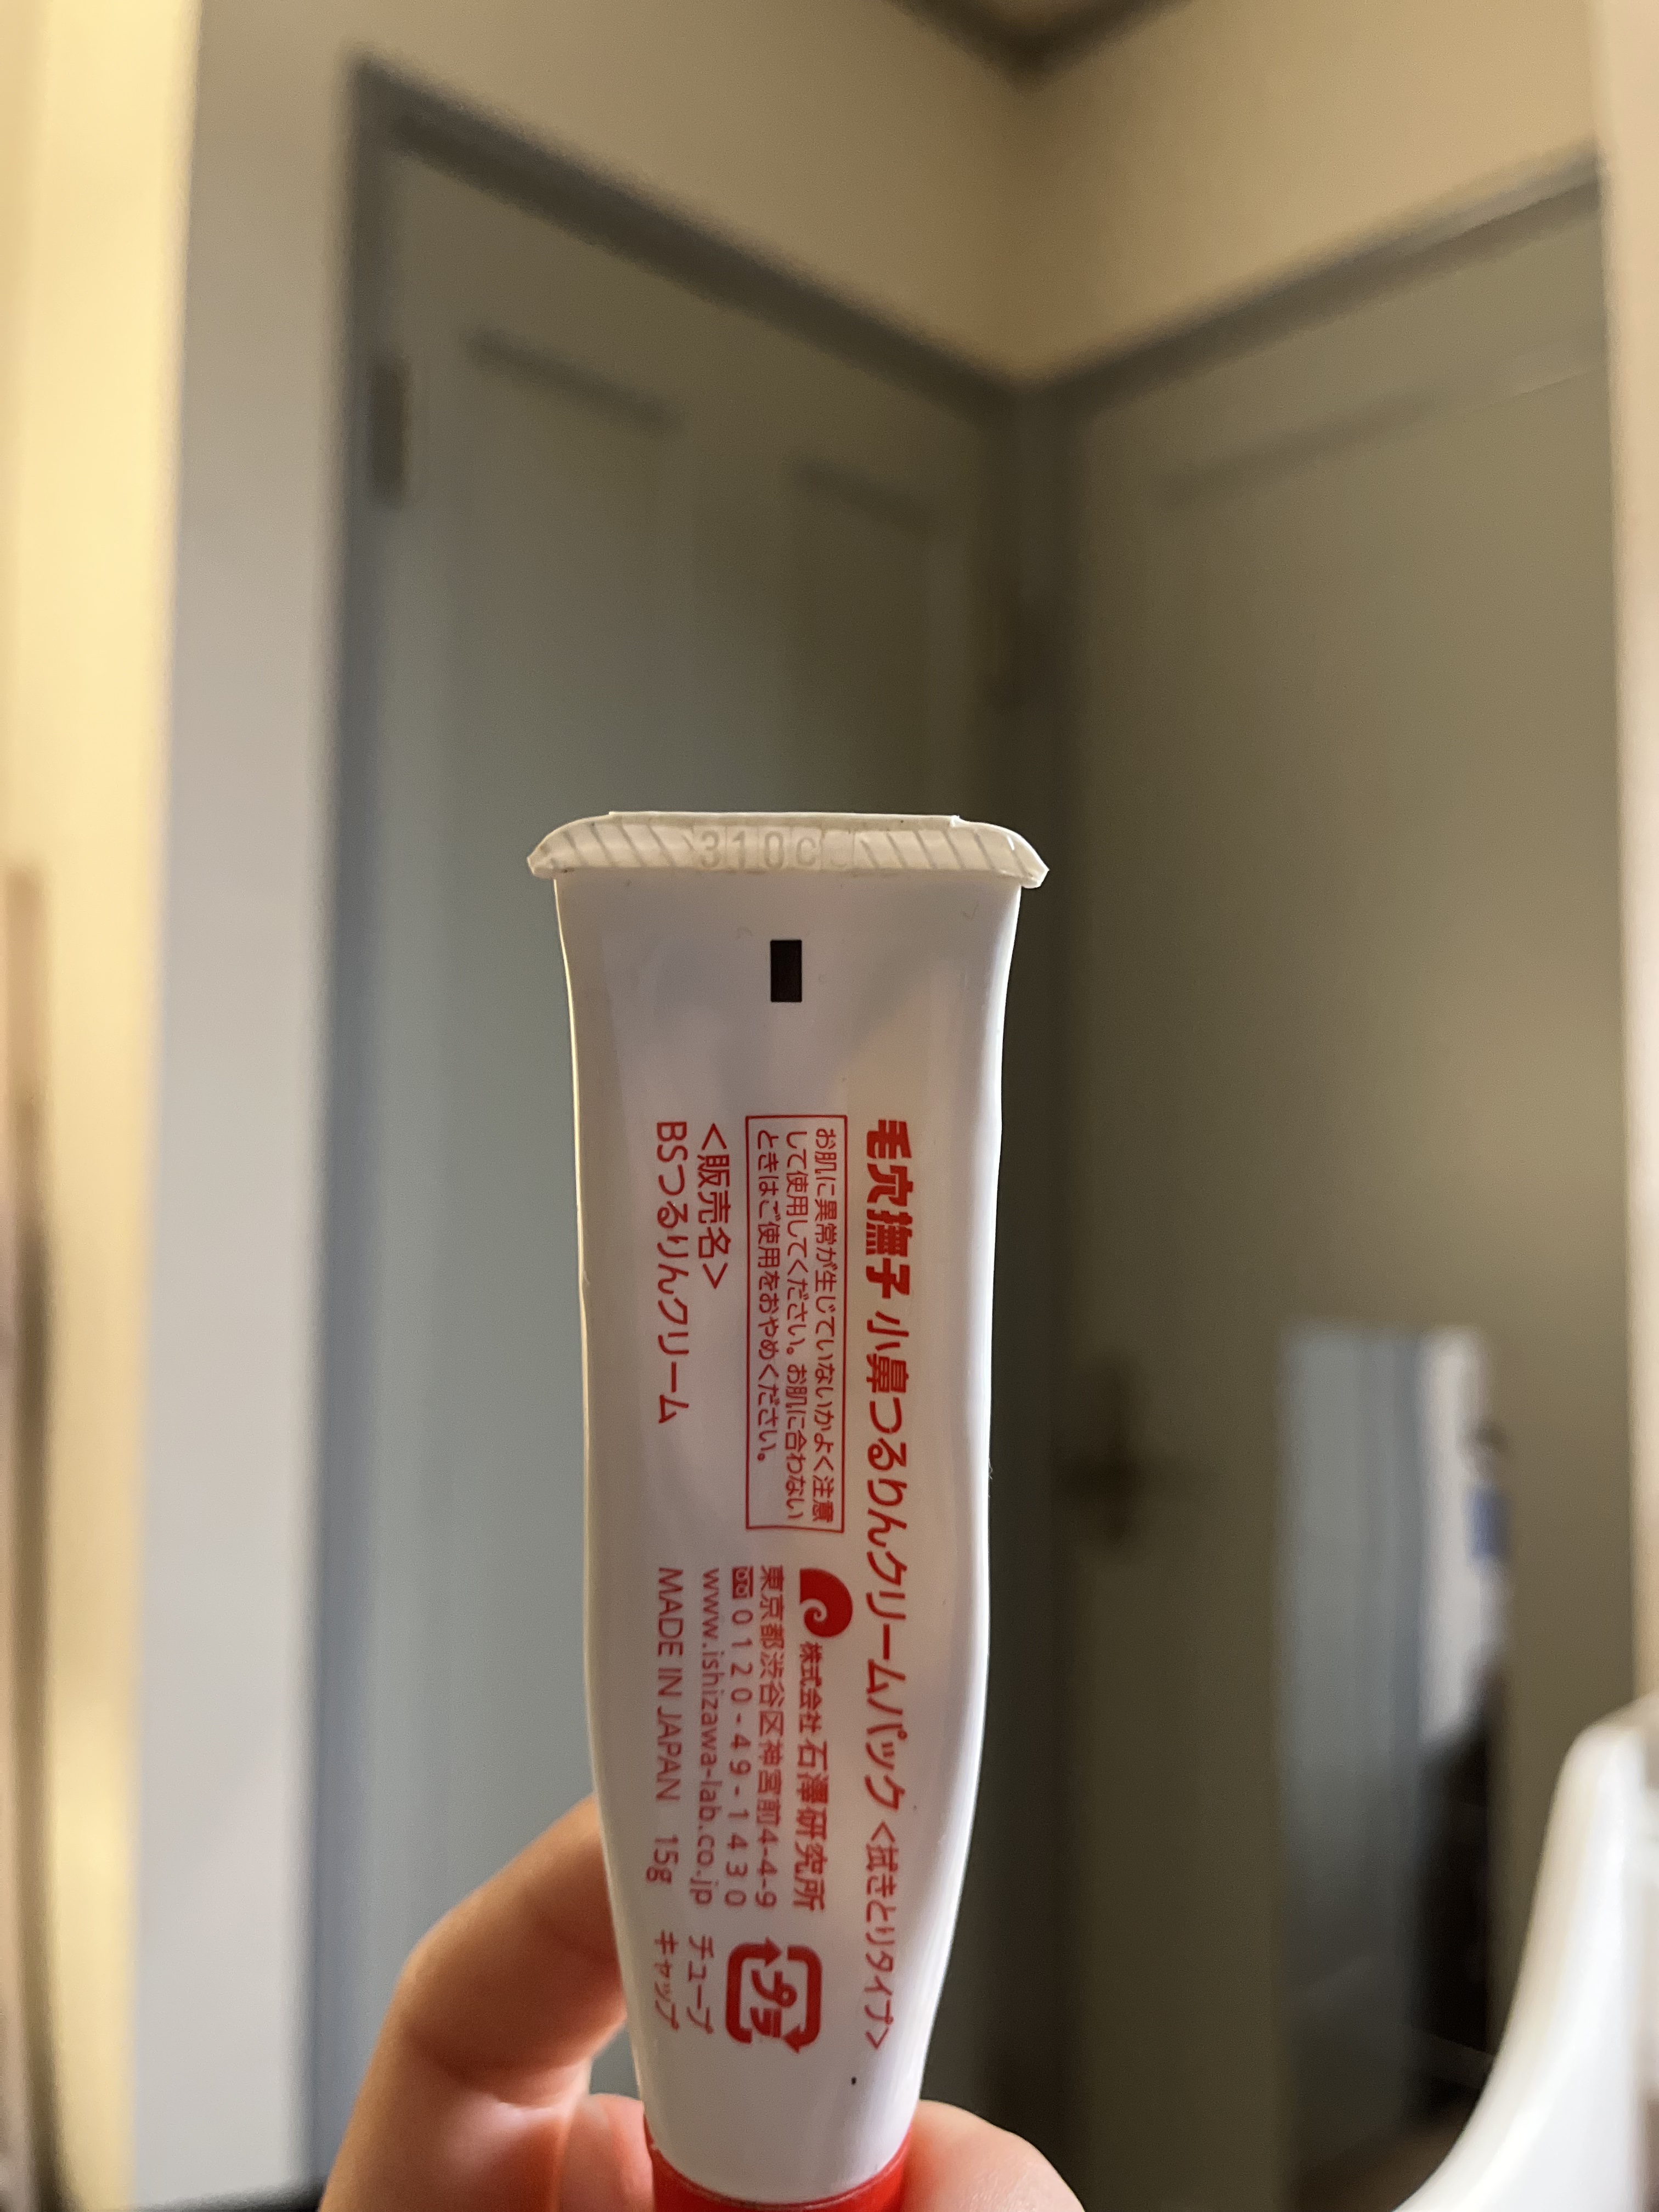 310C
毛穴撫子 小鼻つるりんクリームパック <拭きとりタイプ>
お肌に異常が生じていないかよく注意
して使用してください。お肌に合わない
ときはご使用をおやめください。
<販売名>
BSつるりんクリーム
株式会社 石澤研究所
東京都渋谷区神宮前4-4-9
0120-49-1430
www.ishizawa-lab.co.jp
MADE IN JAPAN 15g
プラ
チューブ
キャップ